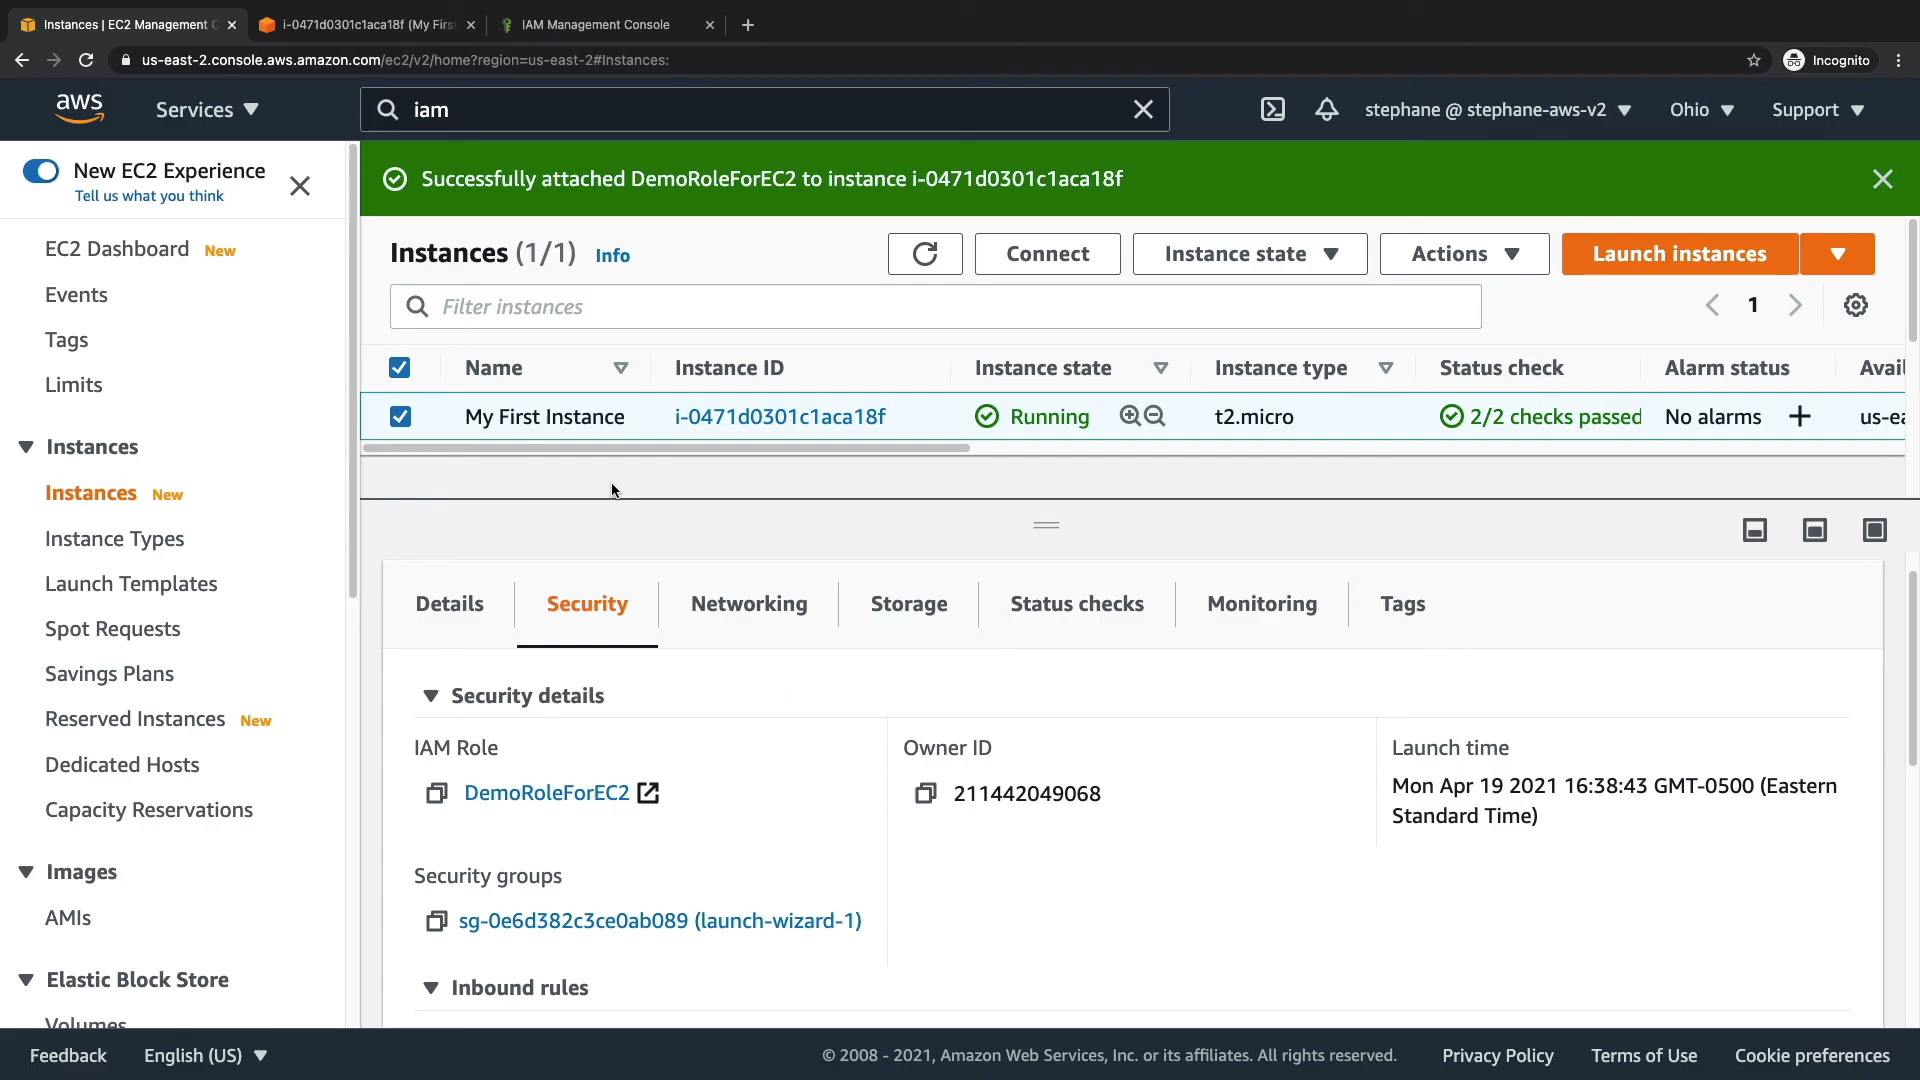 Instances | EC2 Management C
i-0471d0301c1aca18f (My Firs
IAM Management Console
us-east-2.console.aws.amazon.com/ec2/v2/home?region=us-east-2#Instances:
Incognito
aws
Services
iam
stephane @ stephane-aws-v2
Ohio
Support
New EC2 Experience
Tell us what you think
EC2 Dashboard New
Events
Tags
Limits
Instances
Instances New
Instance Types
Launch Templates
Spot Requests
Savings Plans
Reserved Instances New
Dedicated Hosts
Capacity Reservations
Images
AMIs
Elastic Block Store
Volumes
Successfully attached DemoRoleForEC2 to instance i-0471d0301c1aca18f
Instances (1/1) Info
Connect
Instance state
Actions
Launch instances
Filter instances
1
Name Instance ID Instance state Instance type Status check Alarm status Avail
My First Instance i-0471d0301c1aca18f Running t2.micro 2/2 checks passed No alarms + us-ea
Details Security Networking Storage Status checks Monitoring Tags
Security details
IAM Role
DemoRoleForEC2
Owner ID
211442049068
Launch time
Mon Apr 19 2021 16:38:43 GMT-0500 (Eastern
Standard Time)
Security groups
sg-0e6d382c3ce0ab089 (launch-wizard-1)
Inbound rules
Feedback
English (US)
© 2008 - 2021, Amazon Web Services, Inc. or its affiliates. All rights reserved.
Privacy Policy
Terms of Use
Cookie preferences